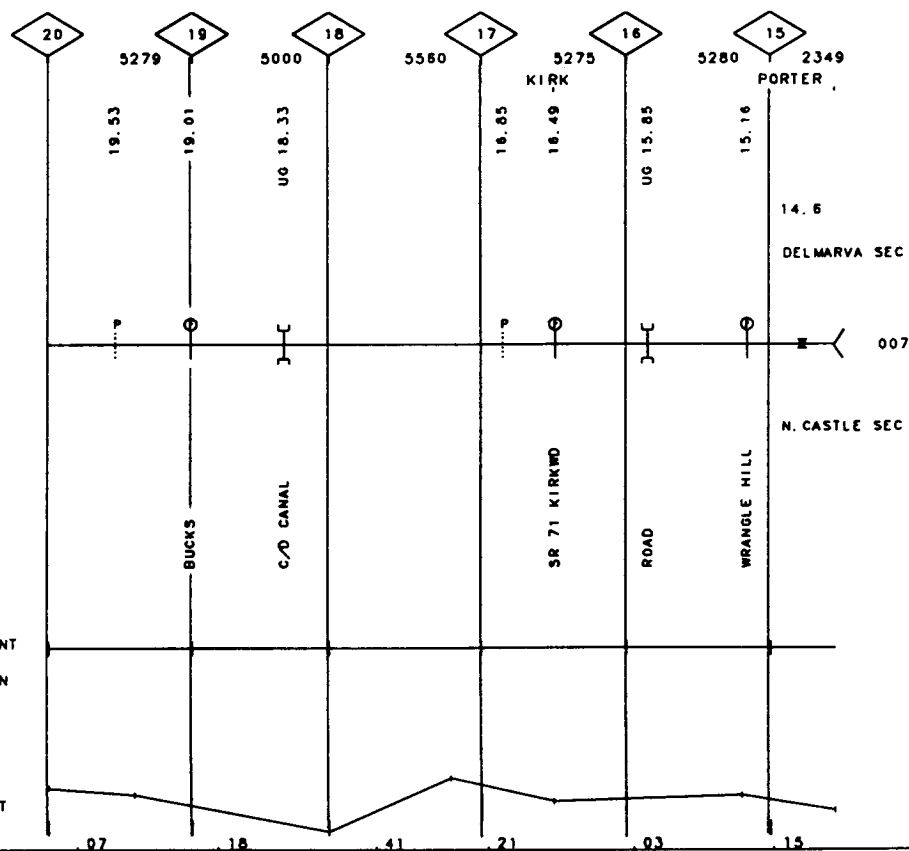 20 19 18 17 16 15
5279 5000 5560 5275 5280 2349
KIRK PORTER
19.53
19.01
UG 18.33
16.85
16.49
UG 15.85
15.16
14.6
DELMARVA SEC
P P P P P
007
N. CASTLE SEC
BUCKS
C/D CANAL
SR 71 KIRKWD
ROAD
WRANGLE HILL
NT
N
T
.07 .18 .41 .21 .03 .15